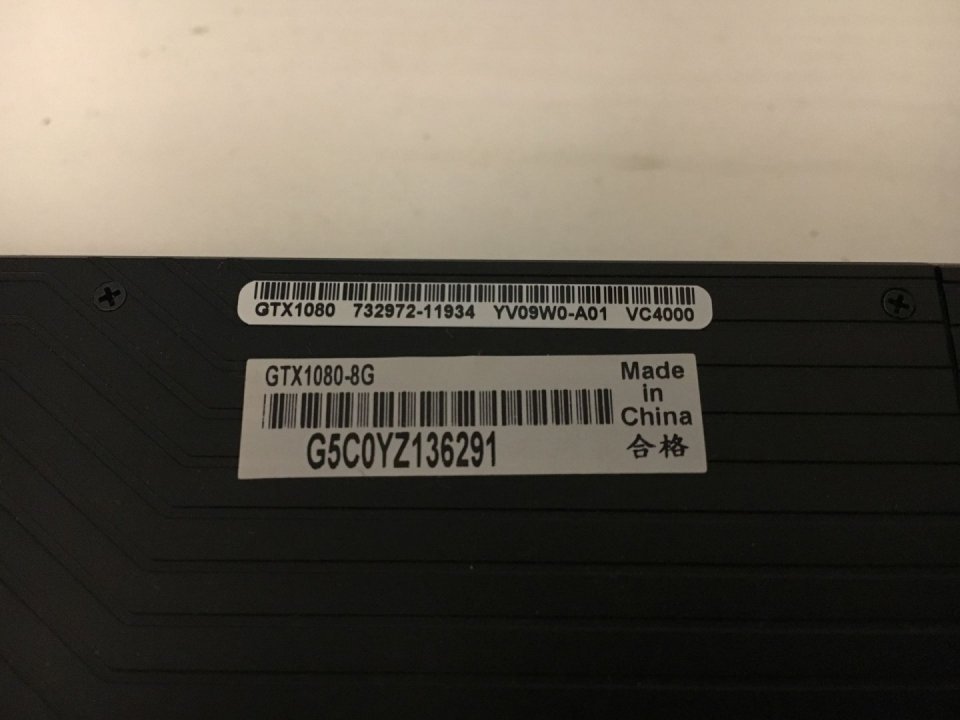 GTX1080 732972-11934 YV09W0-A01 VC4000
GTX1080-8G
G5C0YZ136291
Made
in
China
合格